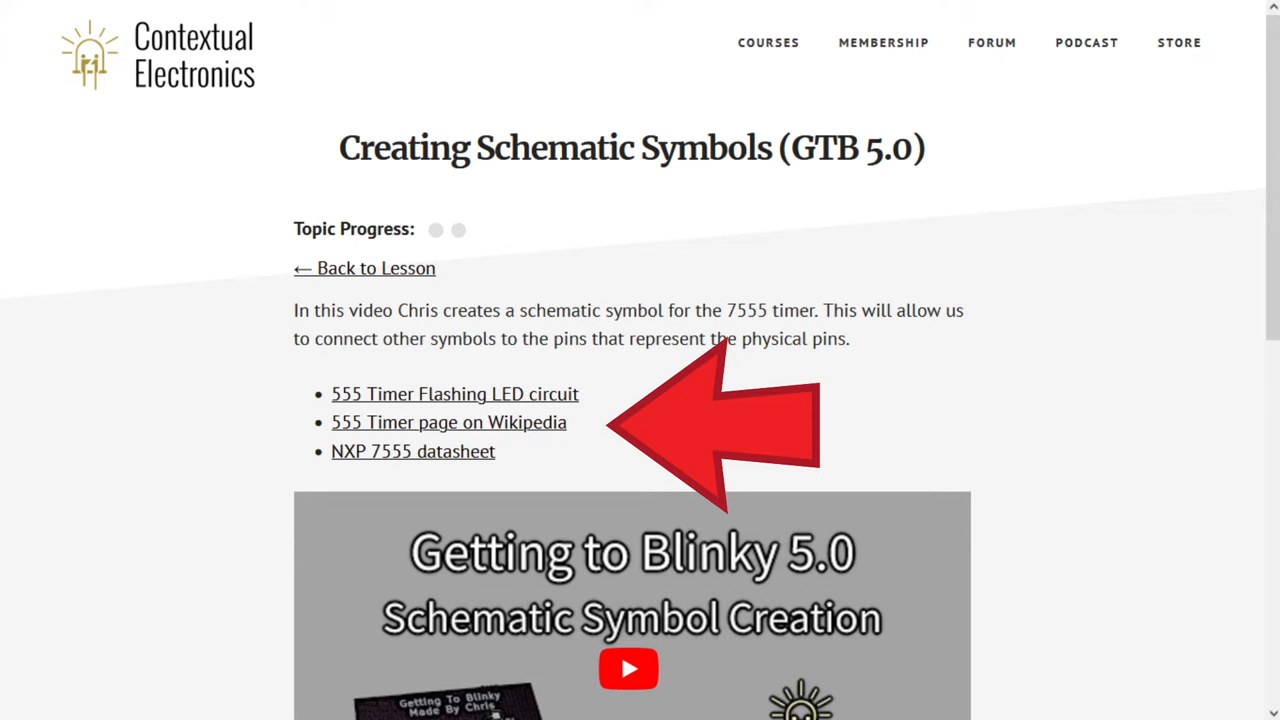 Contextual
Electronics
COURSES MEMBERSHIP FORUM PODCAST STORE
Creating Schematic Symbols (GTB 5.0)
Topic Progress:
← Back to Lesson
In this video Chris creates a schematic symbol for the 7555 timer. This will allow us
to connect other symbols to the pins that represent the physical pins.
• 555 Timer Flashing LED circuit
• 555 Timer page on Wikipedia
• NXP 7555 datasheet
Getting to Blinky 5.0
Schematic Symbol Creation
Getting To Blinky
Made By Chris